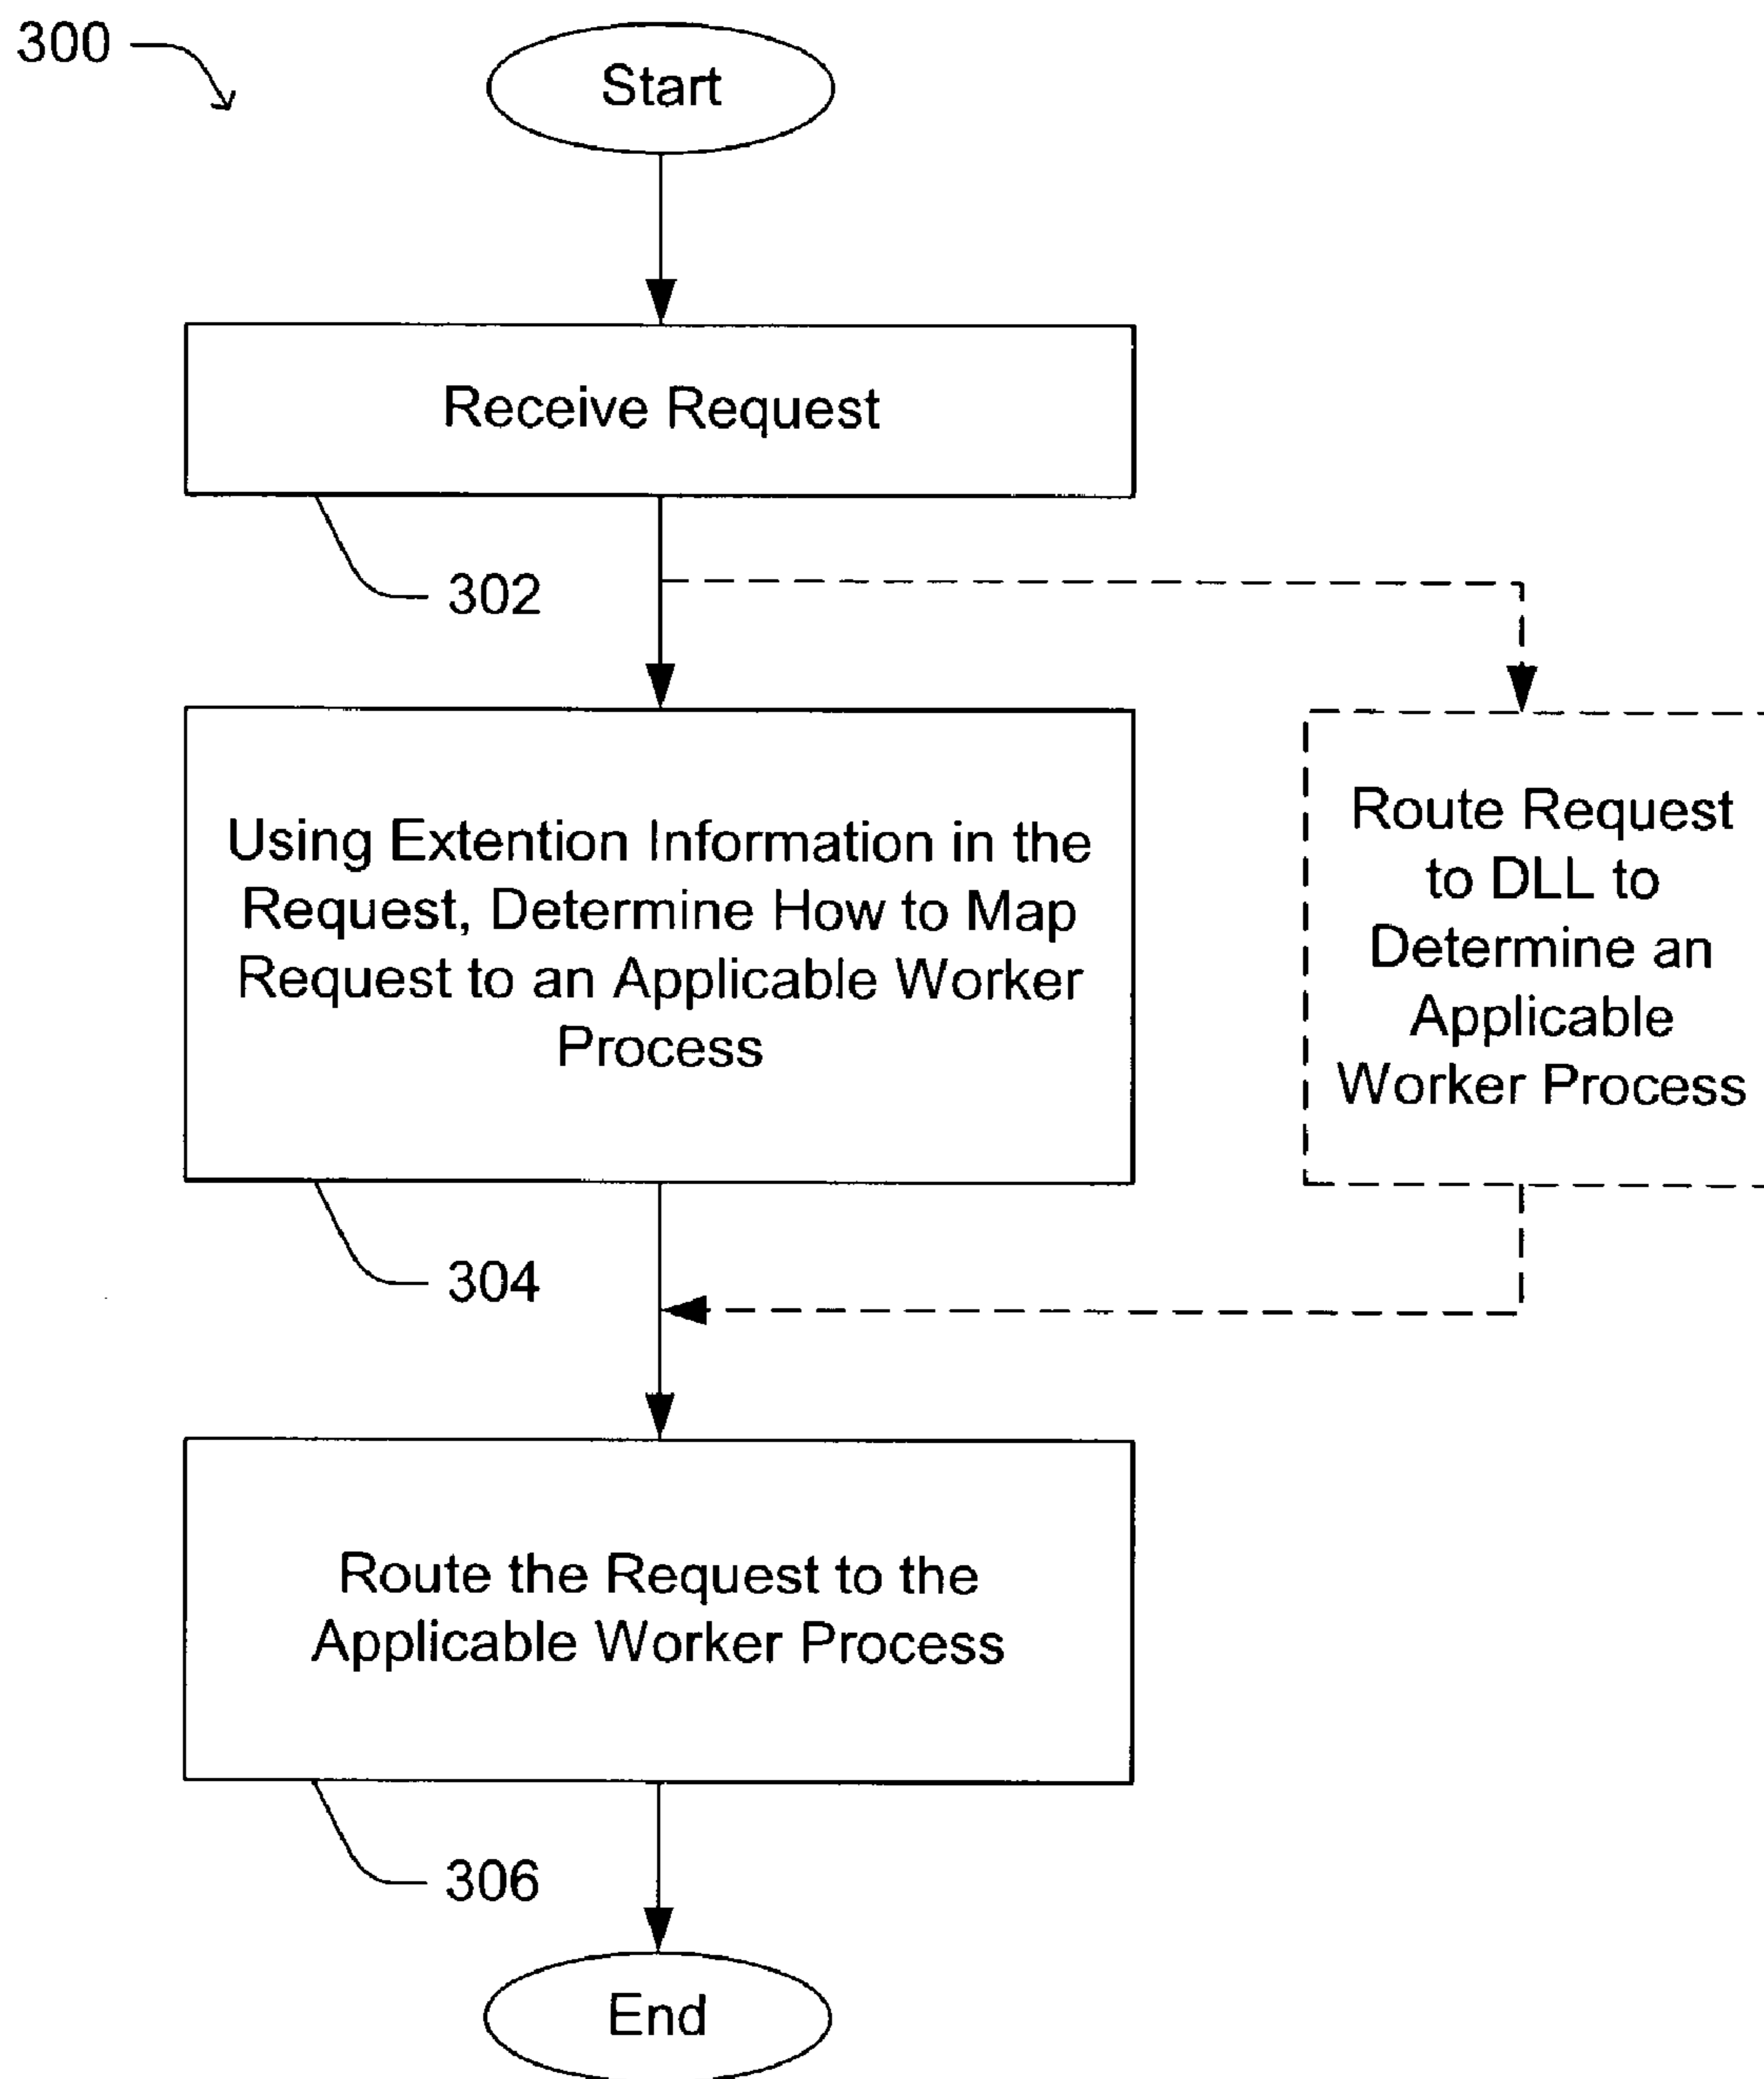 300
Start
Receive Request
302
Using Extention Information in the
Request, Determine How to Map
Request to an Applicable Worker
Process
Route Request
to DLL to
Determine an
Applicable
Worker Process
304
Route the Request to the
Applicable Worker Process
306
End